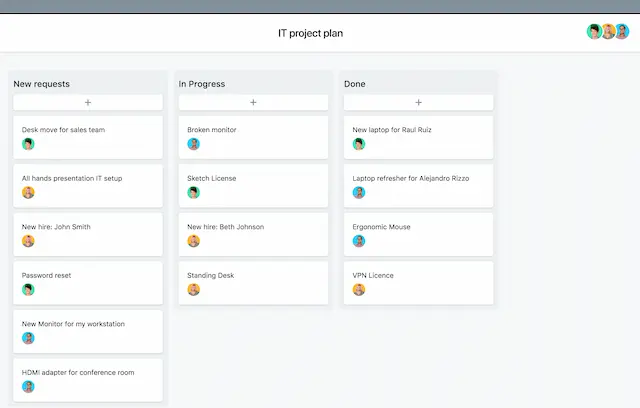 IT project plan
New requests
+
Desk move for sales team
All hands presentation IT setup
New hire: John Smith
Password reset
New Monitor for my workstation
HDMI adapter for conference room
In Progress
+
Broken monitor
Sketch License
New hire: Beth Johnson
Standing Desk
Done
+
New laptop for Raul Ruiz
Laptop refresher for Alejandro Rizzo
Ergonomic Mouse
VPN Licence